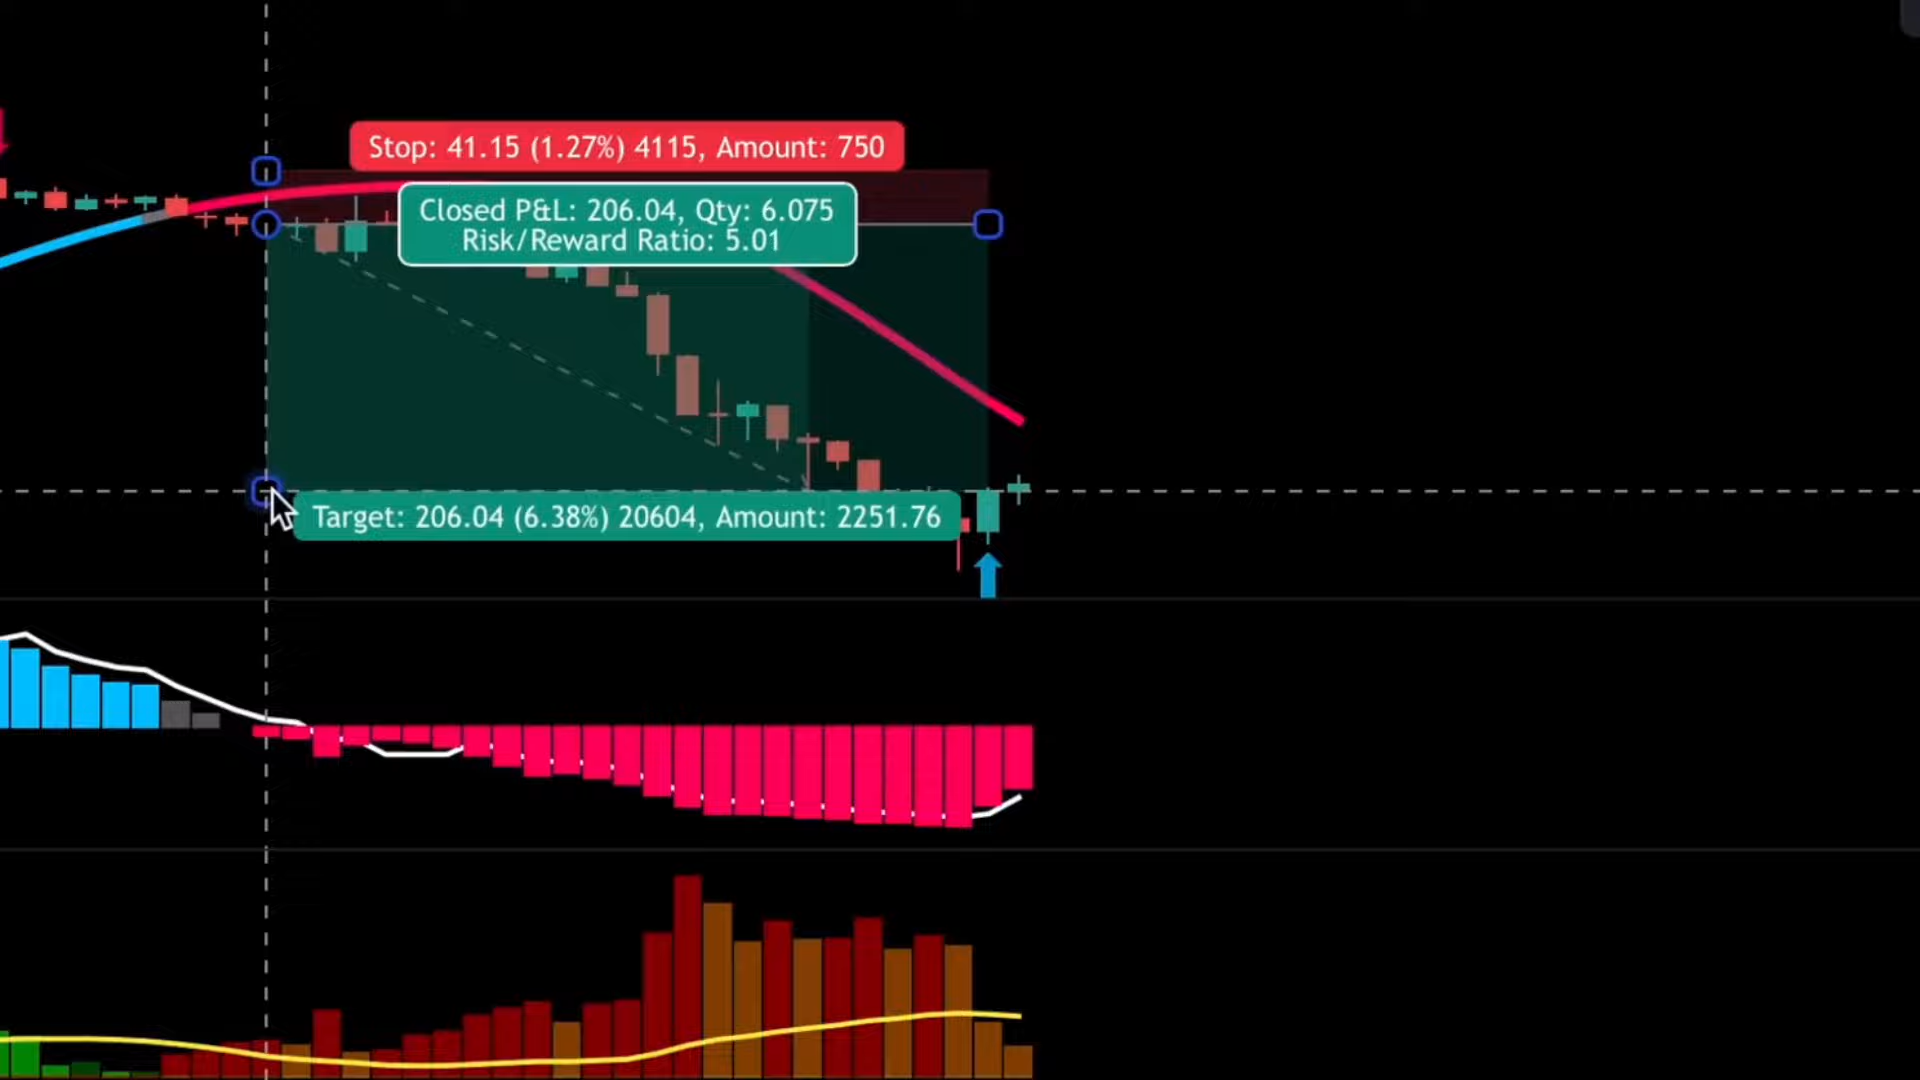 Stop: 41.15 (1.27%) 4115, Amount: 750
Closed P&L: 206.04, Qty: 6.075
Risk/Reward Ratio: 5.01
Target: 206.04 (6.38%) 20604, Amount: 2251.76